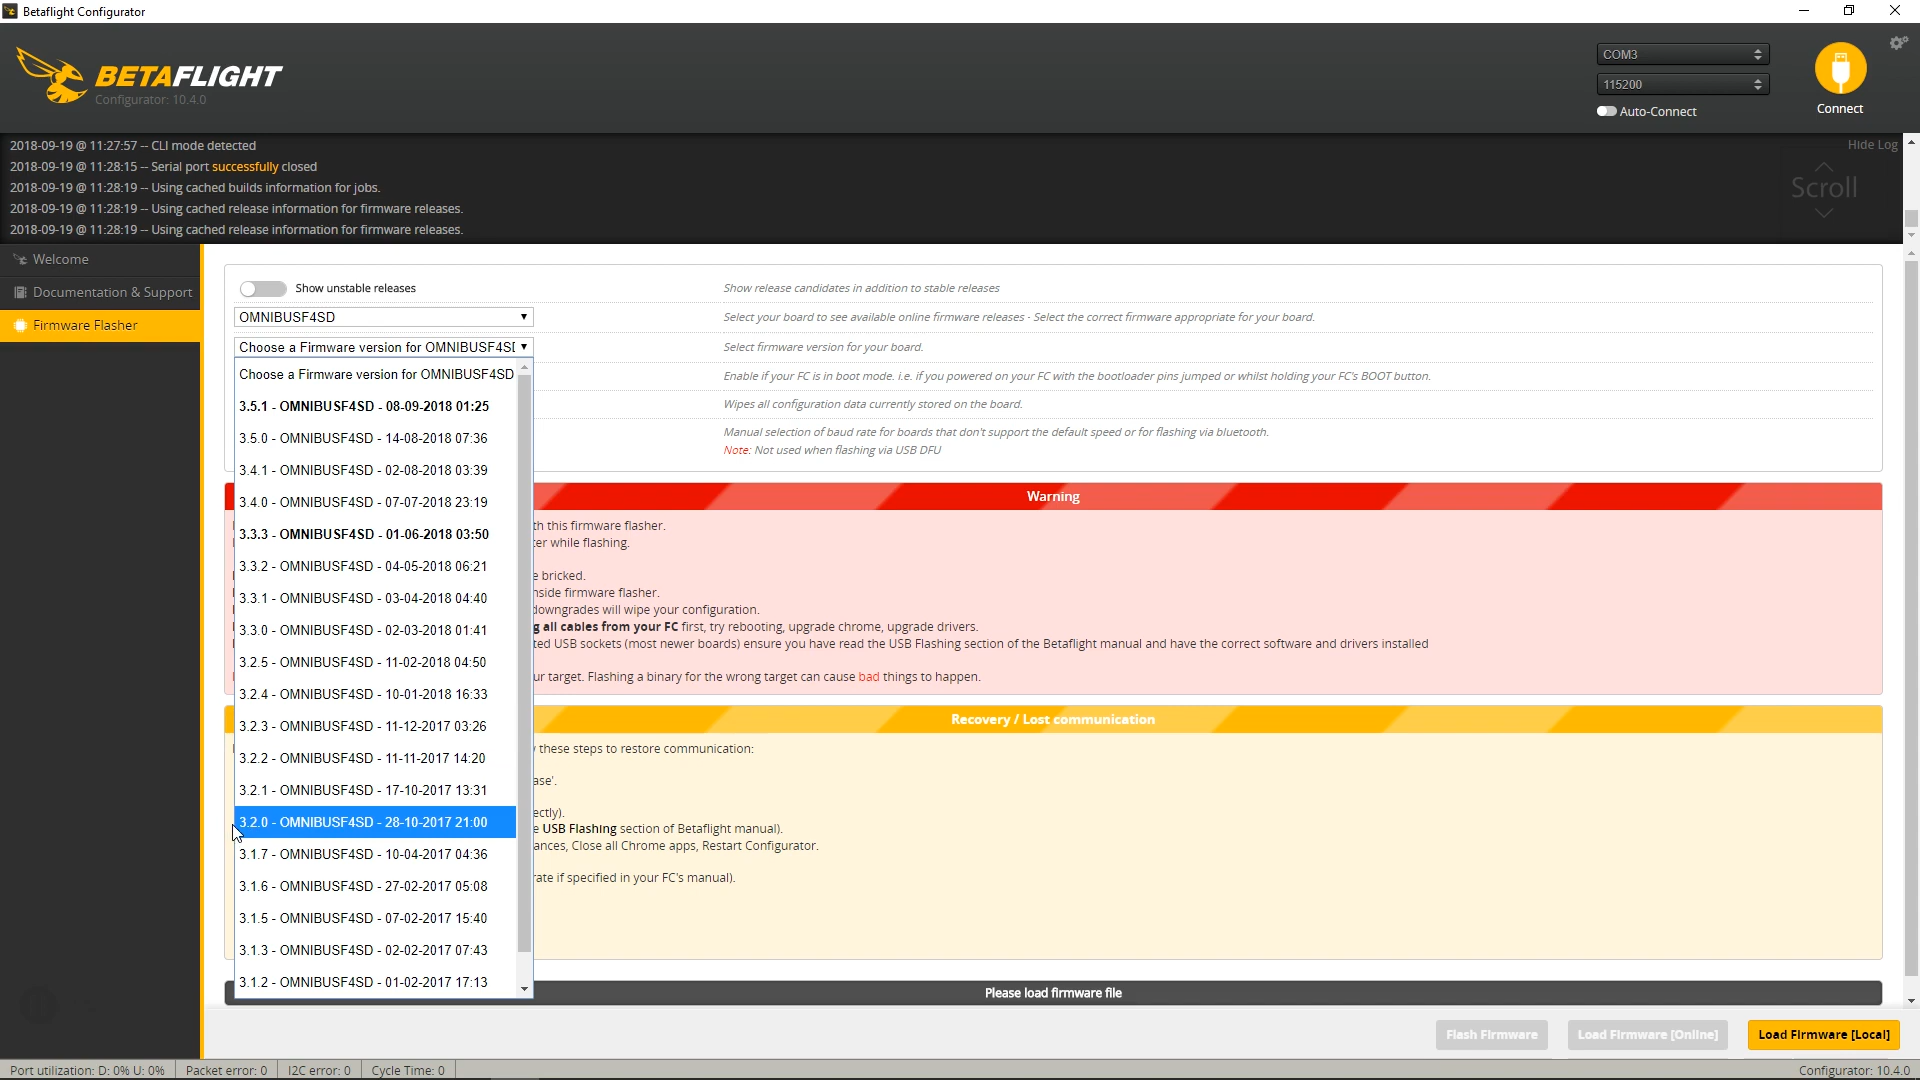 Betaflight Configurator
BETAFLIGHT
Configurator: 10.4.0
COM3
115200
Auto-Connect
Connect
2018-09-19 @ 11:27:57 -- CLI mode detected
2018-09-19 @ 11:28:15 -- Serial port successfully closed
2018-09-19 @ 11:28:19 -- Using cached builds information for jobs.
2018-09-19 @ 11:28:19 -- Using cached release information for firmware releases.
2018-09-19 @ 11:28:19 -- Using cached release information for firmware releases.
Hide Log
Scroll
Welcome
Documentation & Support
Firmware Flasher
Show unstable releases
Show release candidates in addition to stable releases
OMNIBUSF4SD
Select your board to see available online firmware releases - Select the correct firmware appropriate for your board.
Choose a Firmware version for OMNIBUSF4SD
Select firmware version for your board.
Choose a Firmware version for OMNIBUSF4SD
Enable if your FC is in boot mode. i.e. if you powered on your FC with the bootloader pins jumped or whilst holding your FC's BOOT button.
3.5.1 - OMNIBUSF4SD - 08-09-2018 01:25
Wipes all configuration data currently stored on the board.
3.5.0 - OMNIBUSF4SD - 14-08-2018 07:36
Manual selection of baud rate for boards that don't support the default speed or for flashing via bluetooth.
Note: Not used when flashing via USB DFU
3.4.1 - OMNIBUSF4SD - 02-08-2018 03:39
3.4.0 - OMNIBUSF4SD - 07-07-2018 23:19
Warning
3.3.3 - OMNIBUSF4SD - 01-06-2018 03:50
th this firmware flasher.
ter while flashing.
3.3.2 - OMNIBUSF4SD - 04-05-2018 06:21
e bricked.
3.3.1 - OMNIBUSF4SD - 03-04-2018 04:40
nside firmware flasher.
downgrades will wipe your configuration.
3.3.0 - OMNIBUSF4SD - 02-03-2018 01:41
g all cables from your FC first, try rebooting, upgrade chrome, upgrade drivers.
ted USB sockets (most newer boards) ensure you have read the USB Flashing section of the Betaflight manual and have the correct software and drivers installed
3.2.5 - OMNIBUSF4SD - 11-02-2018 04:50
ur target. Flashing a binary for the wrong target can cause bad things to happen.
3.2.4 - OMNIBUSF4SD - 10-01-2018 16:33
3.2.3 - OMNIBUSF4SD - 11-12-2017 03:26
Recovery / Lost communication
3.2.2 - OMNIBUSF4SD - 11-11-2017 14:20
these steps to restore communication:
3.2.1 - OMNIBUSF4SD - 17-10-2017 13:31
ase'.
3.2.0 - OMNIBUSF4SD - 28-10-2017 21:00
ectly).
e USB Flashing section of Betaflight manual).
ances, Close all Chrome apps, Restart Configurator.
3.1.7 - OMNIBUSF4SD - 10-04-2017 04:36
rate if specified in your FC's manual).
3.1.6 - OMNIBUSF4SD - 27-02-2017 05:08
3.1.5 - OMNIBUSF4SD - 07-02-2017 15:40
3.1.3 - OMNIBUSF4SD - 02-02-2017 07:43
3.1.2 - OMNIBUSF4SD - 01-02-2017 17:13
Please load firmware file
Flash Firmware
Load Firmware [Online]
Load Firmware [Local]
Port utilization: D: 0% U: 0%
Packet error: 0
I2C error: 0
Cycle Time: 0
Configurator: 10.4.0